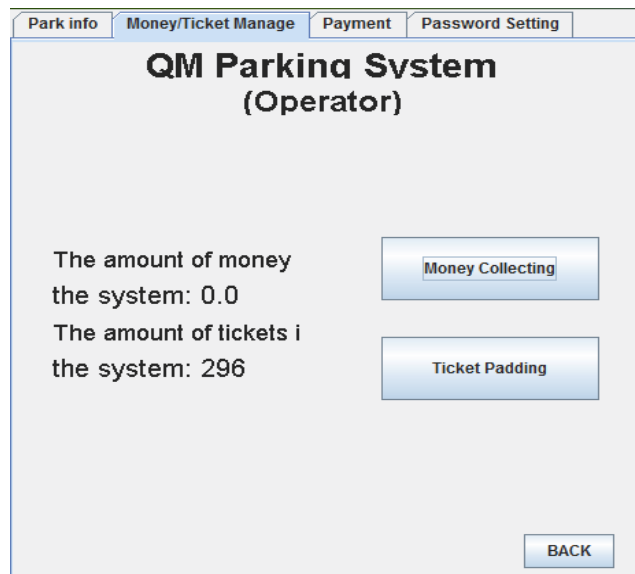 Park info Money/Ticket Manage Payment Password Setting
QM Parking System
(Operator)
The amount of money
the system: 0.0
Money Collecting
The amount of tickets i
the system: 296
Ticket Padding
BACK